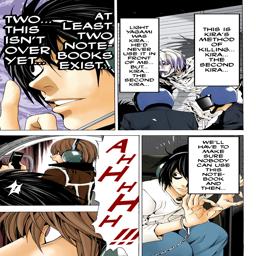 THIS IS
KIRA'S
METHOD
OF
KILLING...
KIRA...
THE
SECOND
KIRA...
LIGHT
YAGAMI
WAS
KIRA...
HE'D
NEVER
USE IT IN
FRONT OF
ME...
BUT...
KIRA...
THE
SECOND
KIRA...
AT
LEAST
TWO
NOTE-
BOOKS
EXIST...
TWO...
THIS
ISN'T
OVER
YET...
WE'LL
HAVE TO
MAKE
SURE
NOBODY
CAN USE
THIS
NOTE-
BOOK
AND
THEN...
AHHHHH!!!